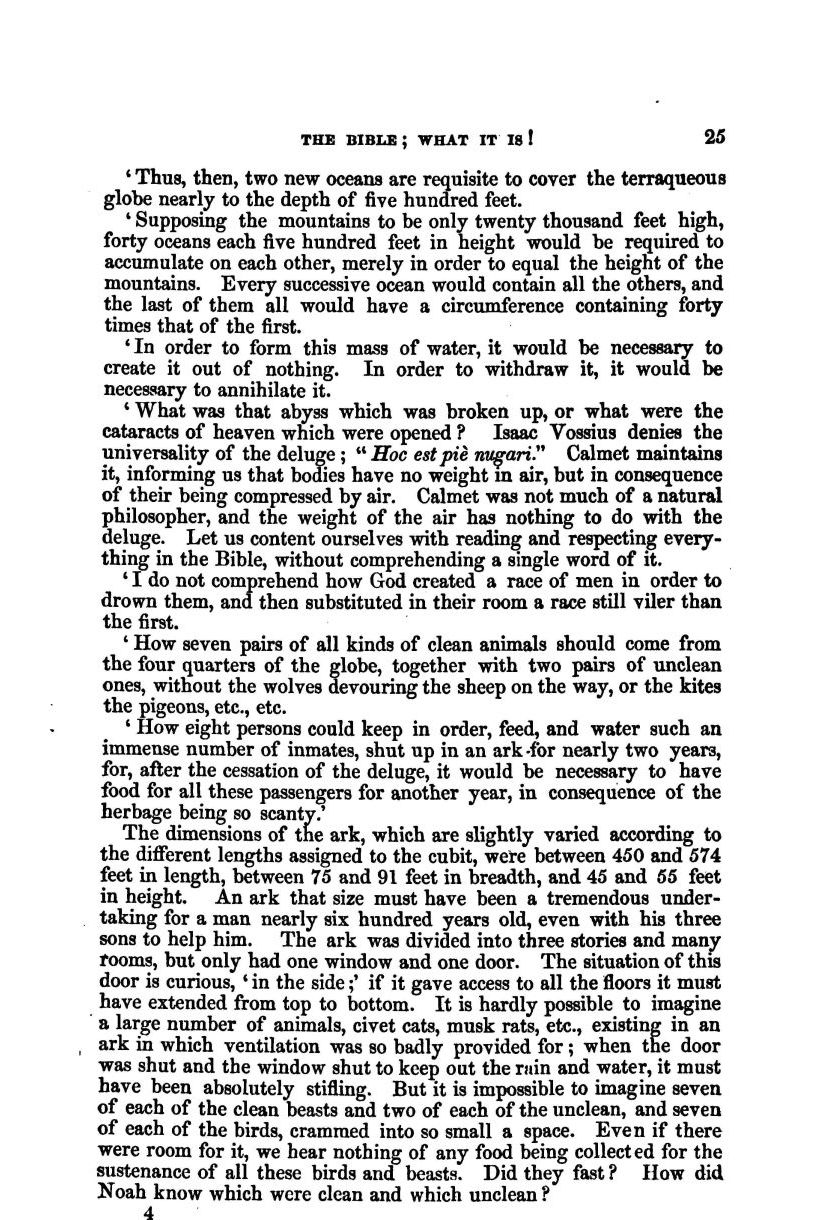 THE BIBLE; WHAT IT IS! 25
‘Thus, then, two new oceans are requisite to cover the terraqueous
globe nearly to the depth of five hundred feet.
‘Supposing the mountains to be only twenty thousand feet high,
forty oceans each five hundred feet in height would be required to
accumulate on each other, merely in order to equal the height of the
mountains. Every successive ocean would contain all the others, and
the last of them all would have a circumference containing forty
times that of the first.
‘In order to form this mass of water, it would be necessary to
create it out of nothing. In order to withdraw it, it would be
necessary to annihilate it.
‘What was that abyss which was broken up, or what were the
cataracts of heaven which were opened? Isaac Vossius denies the
universality of the deluge; “Hoc est piè nugari.” Calmet maintains
it, informing us that bodies have no weight in air, but in consequence
of their being compressed by air. Calmet was not much of a natural
philosopher, and the weight of the air has nothing to do with the
deluge. Let us content ourselves with reading and respecting every-
thing in the Bible, without comprehending a single word of it.
‘I do not comprehend how God created a race of men in order to
drown them, and then substituted in their room a race still viler than
the first.
‘How seven pairs of all kinds of clean animals should come from
the four quarters of the globe, together with two pairs of unclean
ones, without the wolves devouring the sheep on the way, or the kites
the pigeons, etc., etc.
‘How eight persons could keep in order, feed, and water such an
immense number of inmates, shut up in an ark for nearly two years,
for, after the cessation of the deluge, it would be necessary to have
food for all these passengers for another year, in consequence of the
herbage being so scanty.’
The dimensions of the ark, which are slightly varied according to
the different lengths assigned to the cubit, were between 450 and 574
feet in length, between 75 and 91 feet in breadth, and 45 and 55 feet
in height. An ark that size must have been a tremendous under-
taking for a man nearly six hundred years old, even with his three
sons to help him. The ark was divided into three stories and many
rooms, but only had one window and one door. The situation of this
door is curious, ‘in the side;’ if it gave access to all the floors it must
have extended from top to bottom. It is hardly possible to imagine
a large number of animals, civet cats, musk rats, etc., existing in an
ark in which ventilation was so badly provided for; when the door
was shut and the window shut to keep out the rain and water, it must
have been absolutely stifling. But it is impossible to imagine seven
of each of the clean beasts and two of each of the unclean, and seven
of each of the birds, crammed into so small a space. Even if there
were room for it, we hear nothing of any food being collected for the
sustenance of all these birds and beasts. Did they fast? How did
Noah know which were clean and which unclean?
4